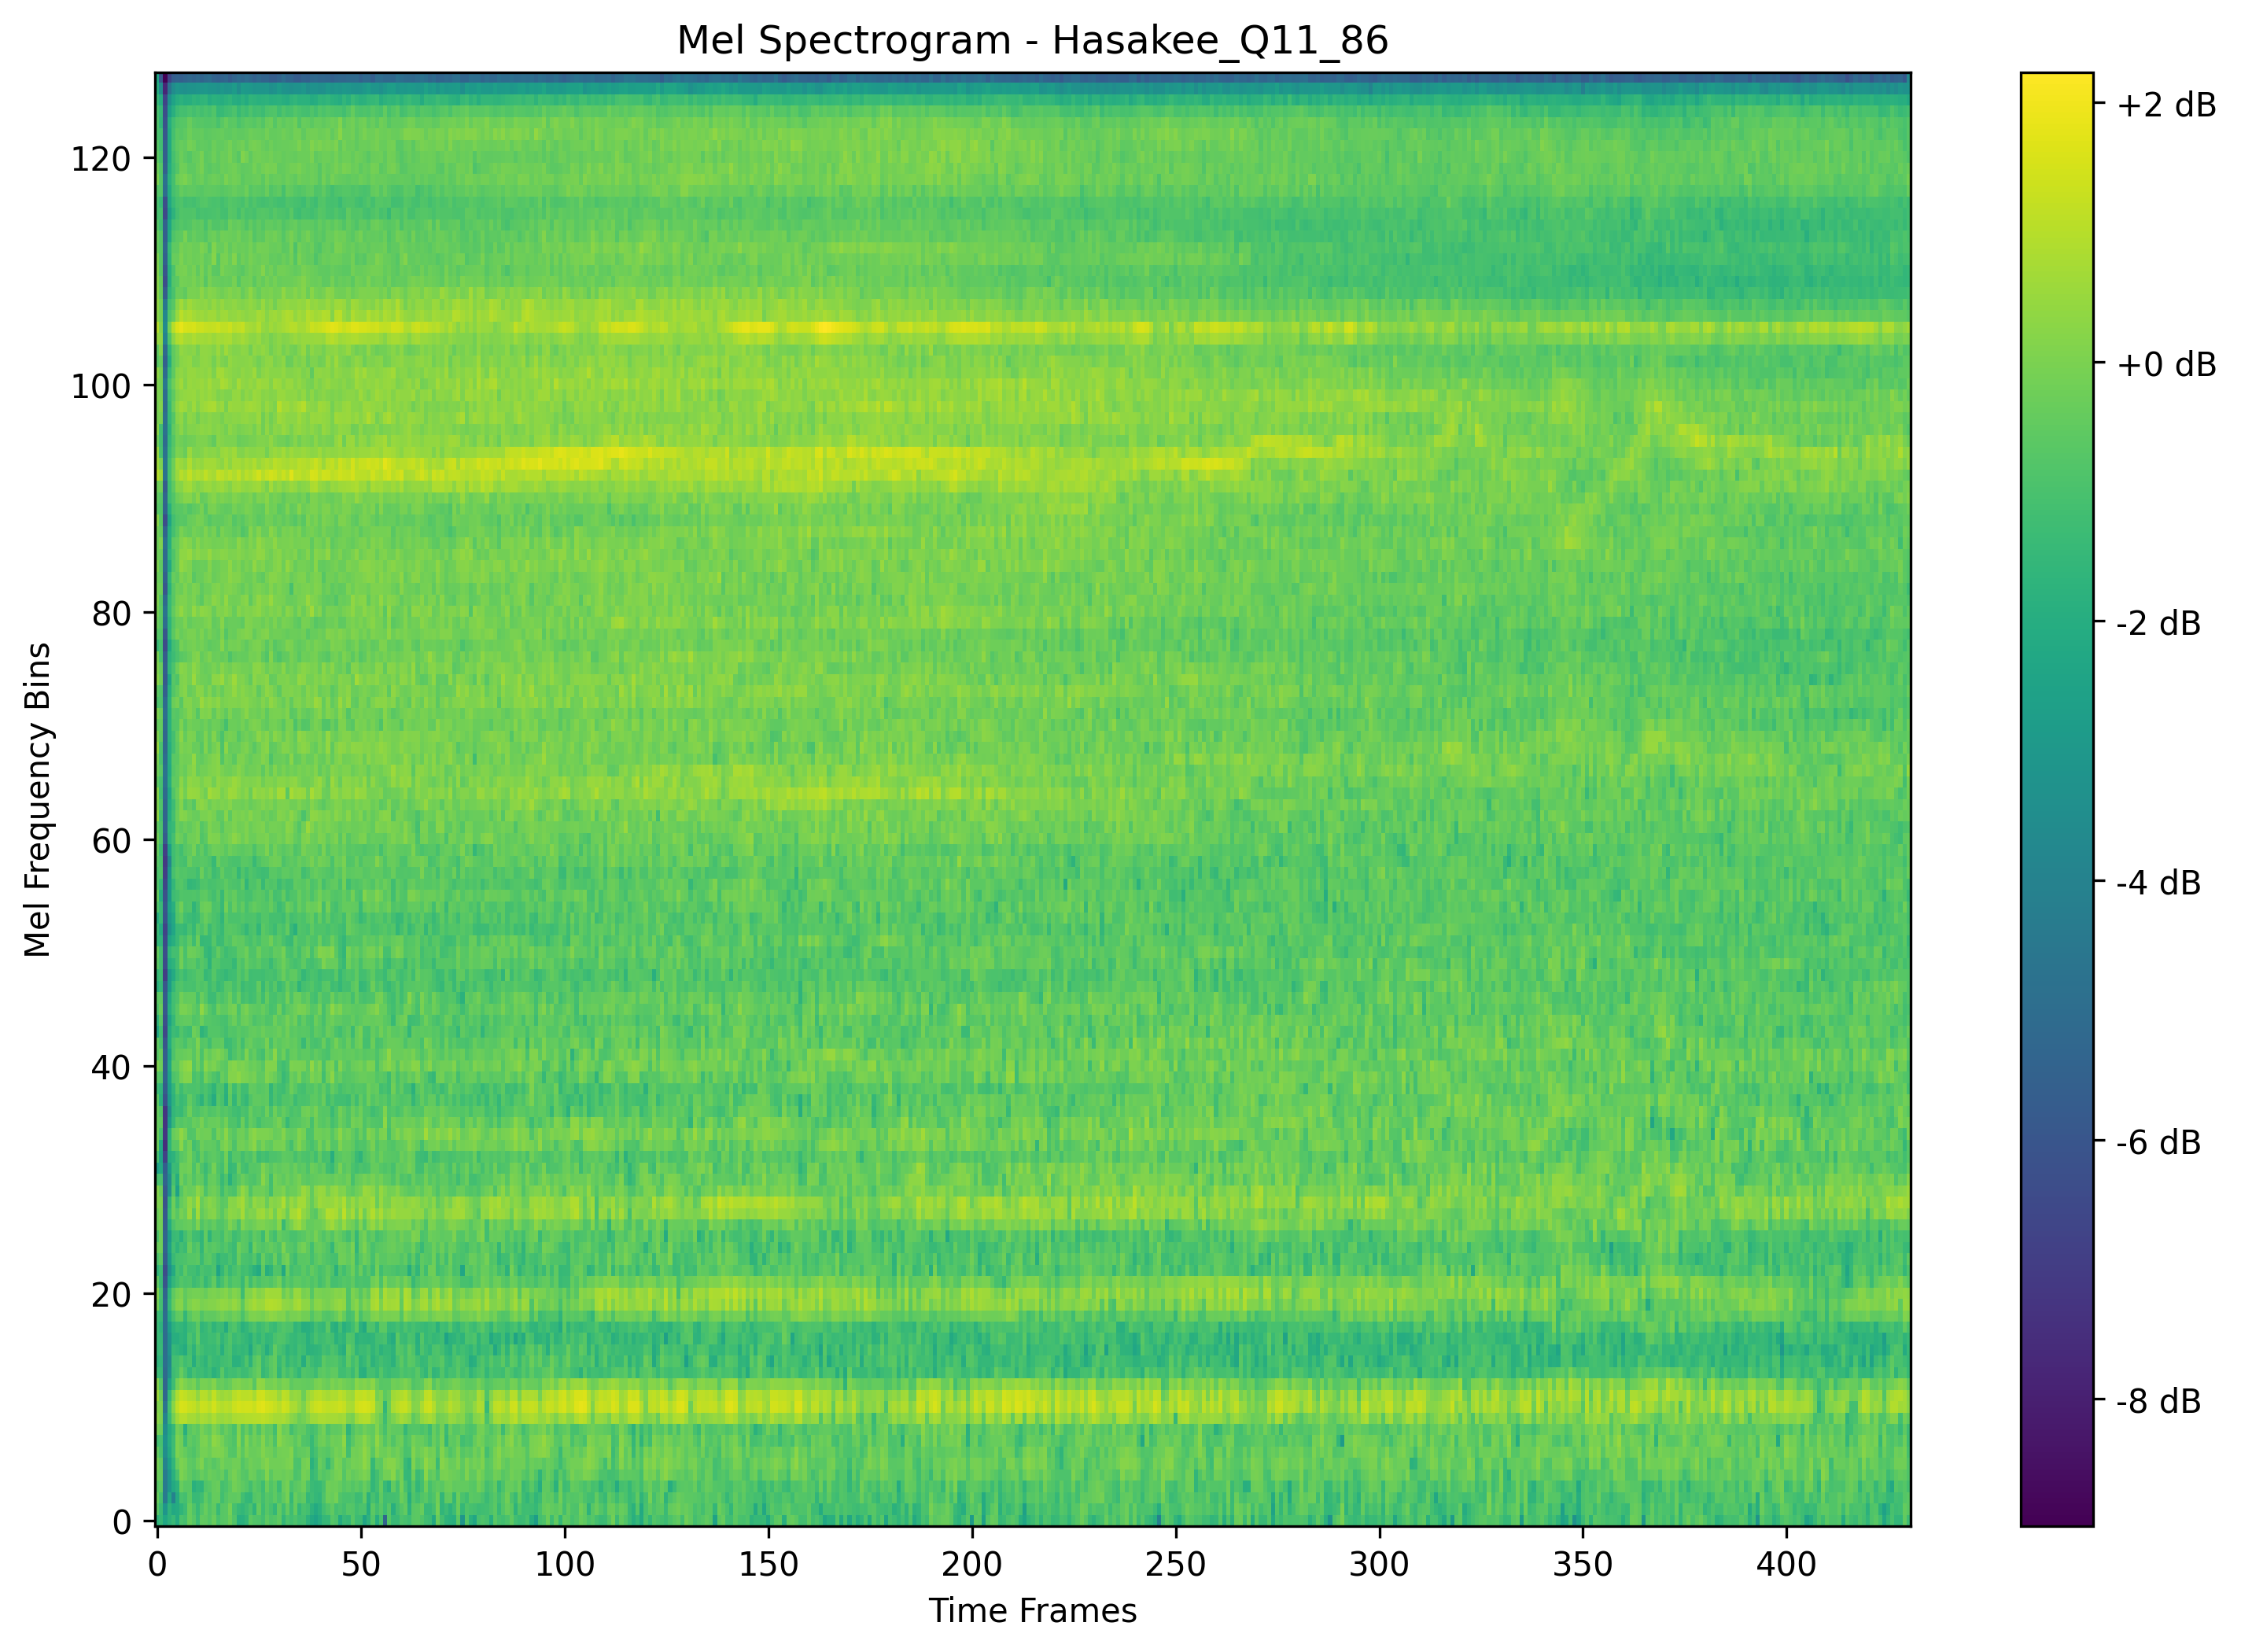 Mel Spectrogram - Hasakee_Q11_86
Mel Frequency Bins
120
100
80
60
40
20
0
0 50 100 150 200 250 300 350 400
Time Frames
+2 dB
+0 dB
-2 dB
-4 dB
-6 dB
-8 dB